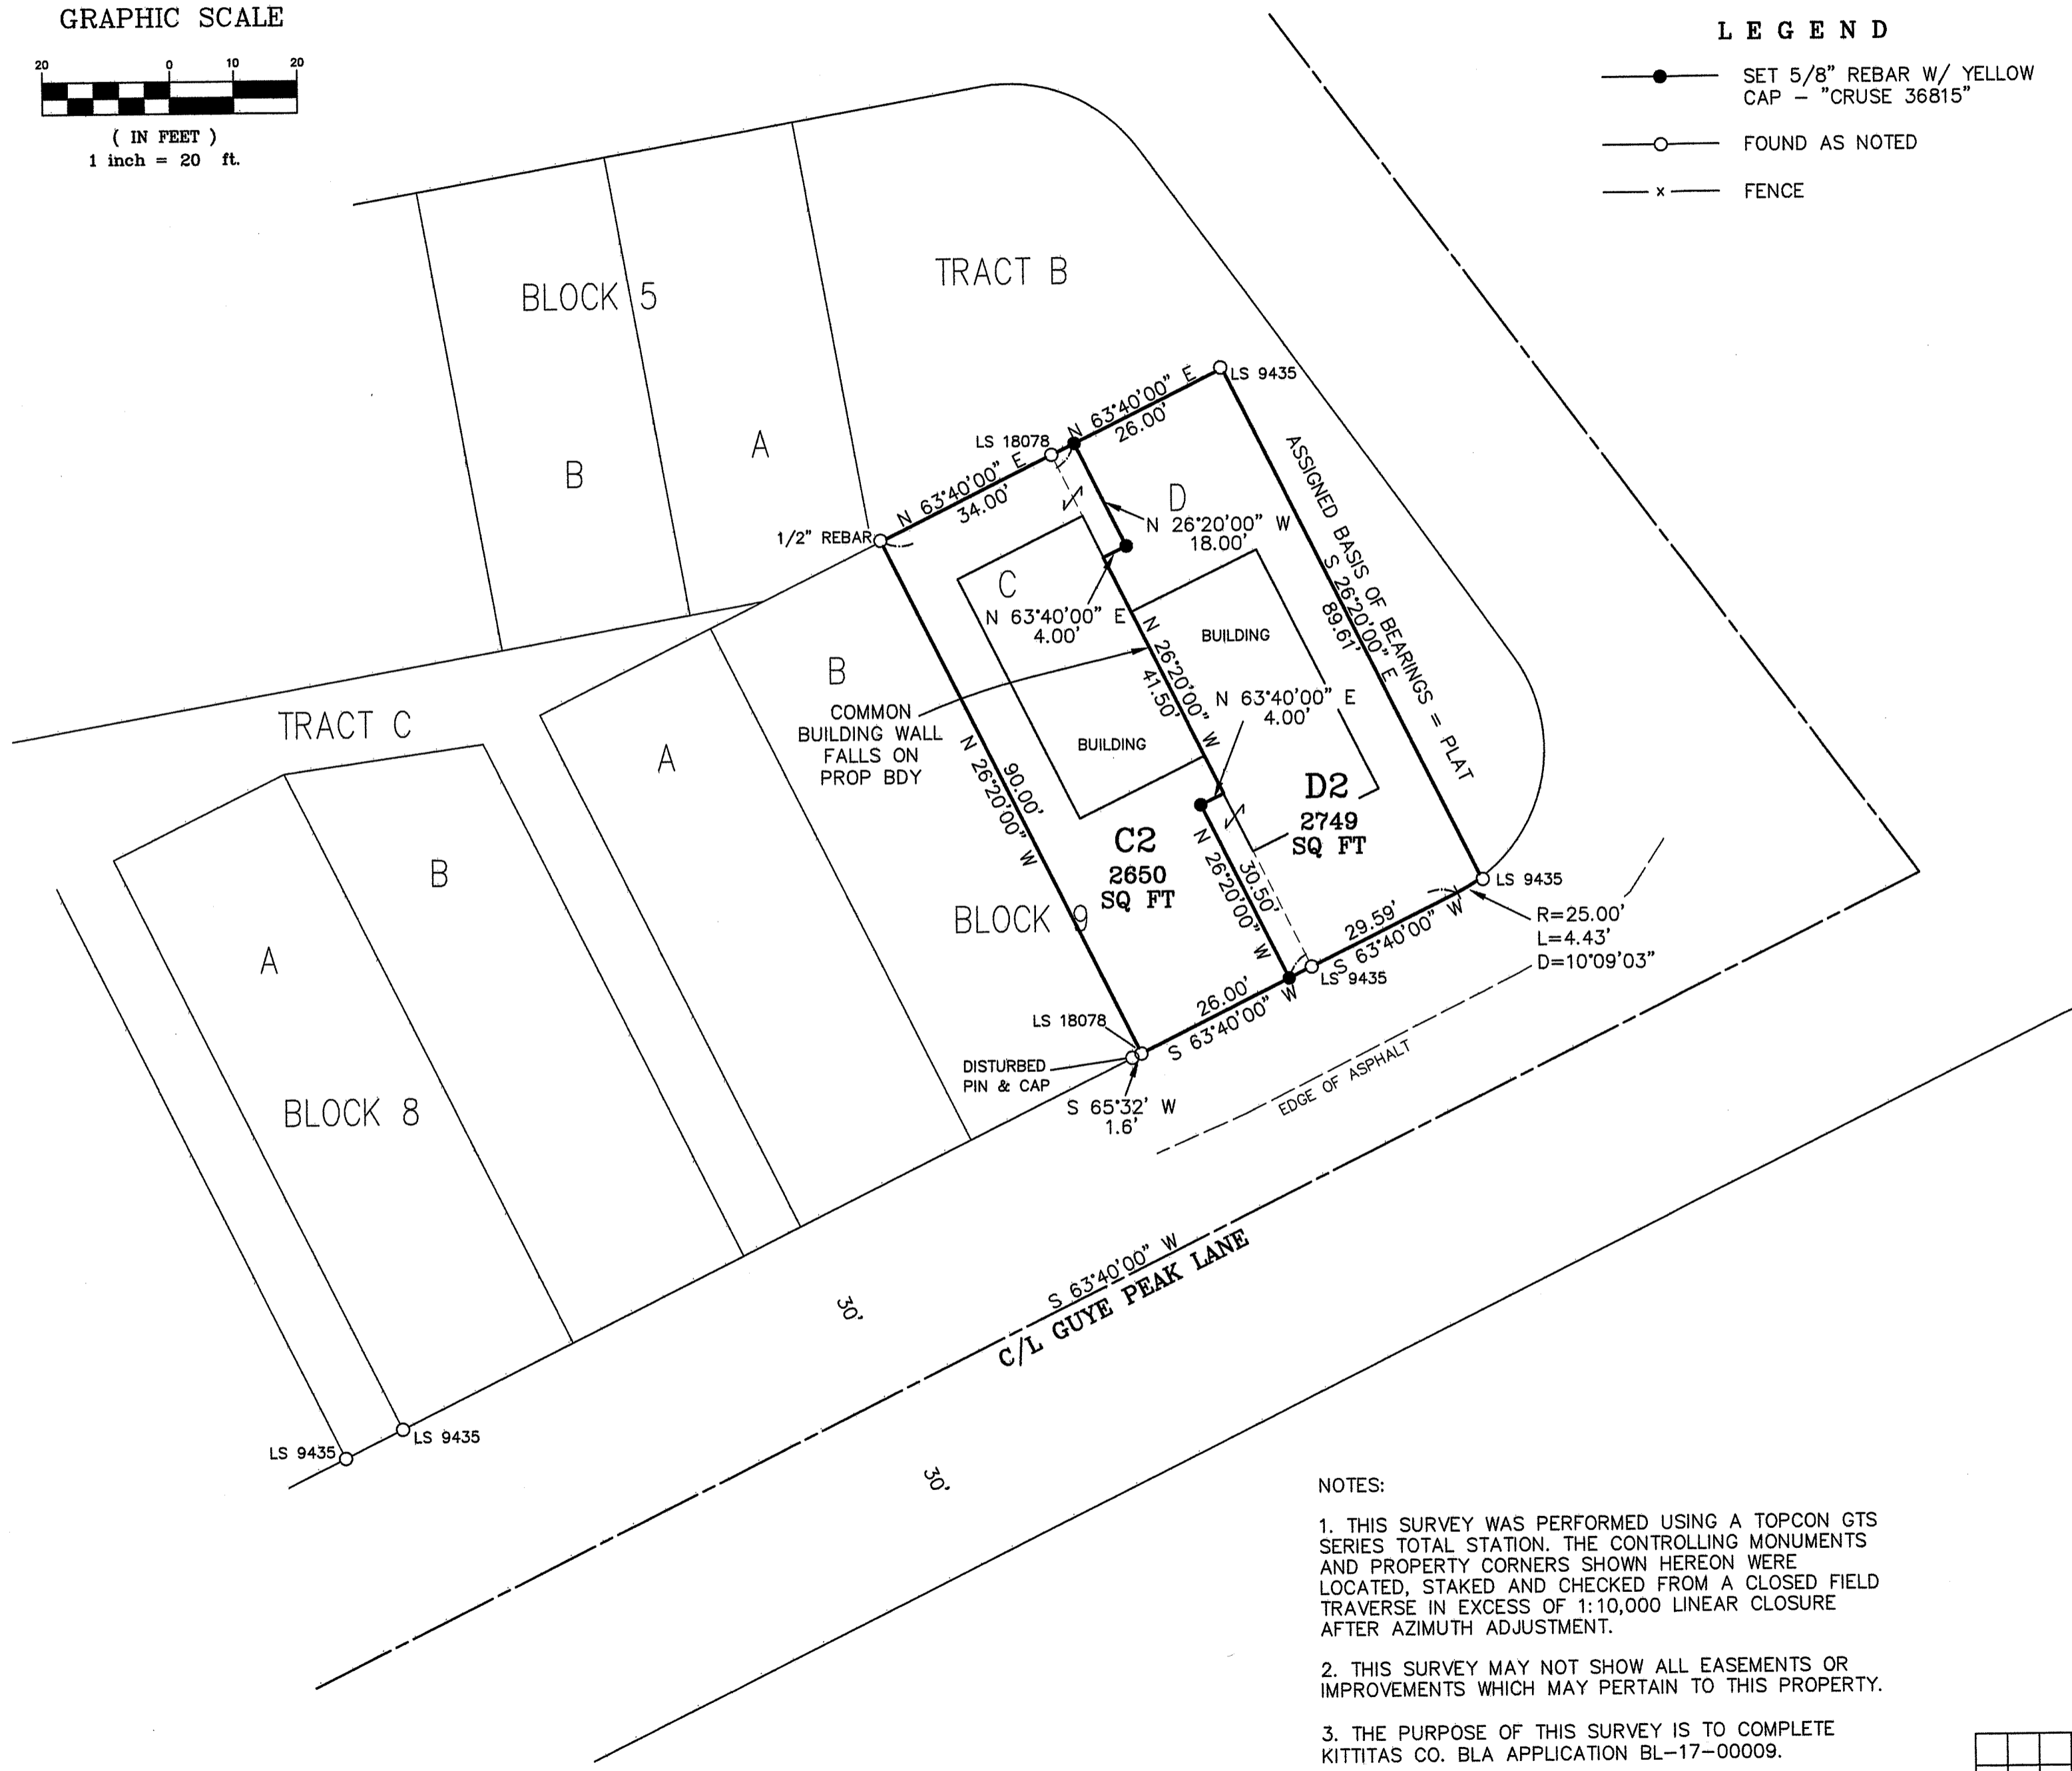 GRAPHIC SCALE
20 0 10 20
( IN FEET )
1 inch = 20 ft.
L E G E N D
SET 5/8" REBAR W/ YELLOW
CAP - "CRUSE 36815"
FOUND AS NOTED
x FENCE
TRACT B
BLOCK 5
B
A
LS 9435
N 63°40'00" E
26.00'
LS 18078
N 63°40'00" E
34.00'
1/2" REBAR
D
N 26°20'00" W
18.00'
ASSIGNED BASIS OF BEARINGS = PLAT
S 26°20'00" E
89.61'
C
N 63°40'00" E
4.00'
BUILDING
N 26°20'00" W
41.50'
N 63°40'00" E
4.00'
COMMON
BUILDING WALL
FALLS ON
PROP BDY
BUILDING
90.00'
N 26°20'00" W
TRACT C
A
B
D2
2749
SQ FT
C2
2650
SQ FT
BLOCK 9
30.50'
N 26°20'00" W
LS 9435
29.59'
S 63°40'00" W
R=25.00'
L=4.43'
D=10°09'03"
LS 9435
26.00'
S 63°40'00" W
LS 18078
DISTURBED
PIN & CAP
S 65°32' W
1.6'
EDGE OF ASPHALT
A
B
BLOCK 8
LS 9435
LS 9435
30'
S 63°40'00" W
C/L GUYE PEAK LANE
30'
NOTES:
1. THIS SURVEY WAS PERFORMED USING A TOPCON GTS
SERIES TOTAL STATION. THE CONTROLLING MONUMENTS
AND PROPERTY CORNERS SHOWN HEREON WERE
LOCATED, STAKED AND CHECKED FROM A CLOSED FIELD
TRAVERSE IN EXCESS OF 1:10,000 LINEAR CLOSURE
AFTER AZIMUTH ADJUSTMENT.
2. THIS SURVEY MAY NOT SHOW ALL EASEMENTS OR
IMPROVEMENTS WHICH MAY PERTAIN TO THIS PROPERTY.
3. THE PURPOSE OF THIS SURVEY IS TO COMPLETE
KITTITAS CO. BLA APPLICATION BL-17-00009.